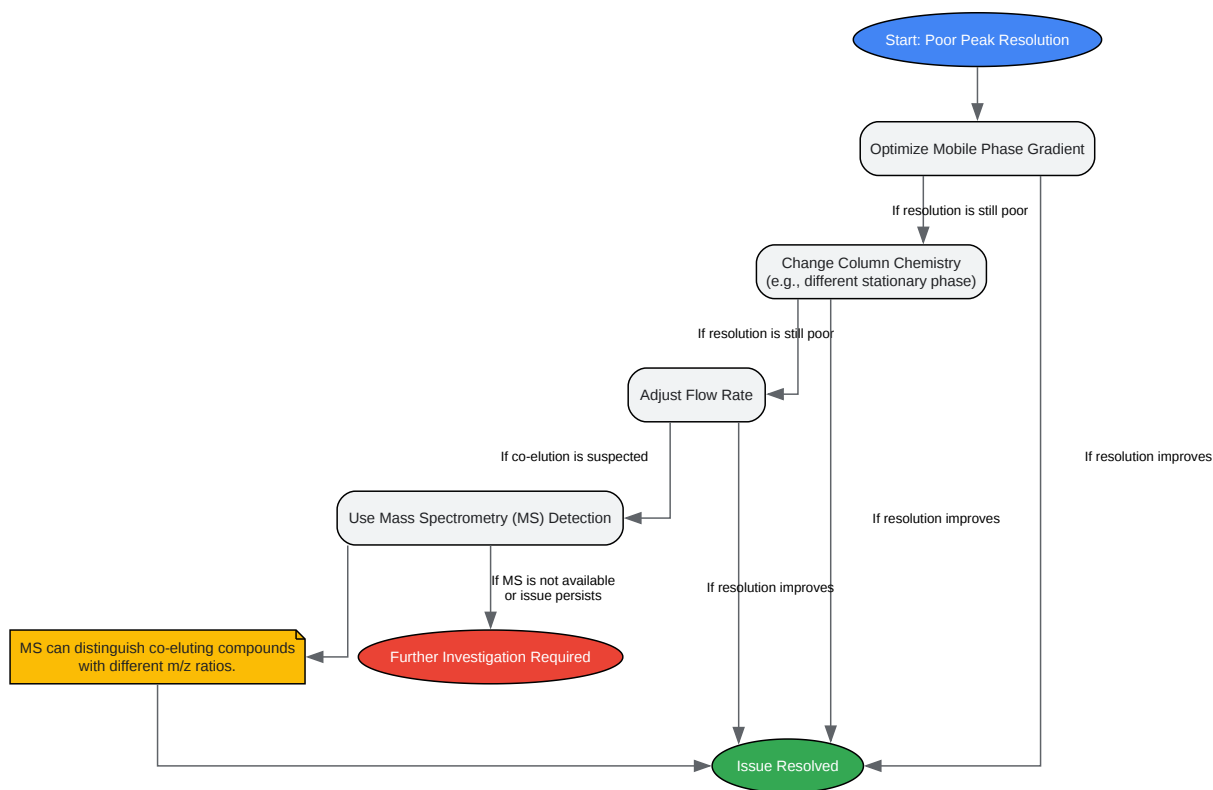 Start: Poor Peak Resolution
Optimize Mobile Phase Gradient
If resolution is still poor
Change Column Chemistry
(e.g., different stationary phase)
If resolution is still poor
Adjust Flow Rate
If co-elution is suspected
If resolution improves
Use Mass Spectrometry (MS) Detection
If resolution improves
If MS is not available
or issue persists
If resolution improves
MS can distinguish co-eluting compounds
with different m/z ratios.
Further Investigation Required
Issue Resolved